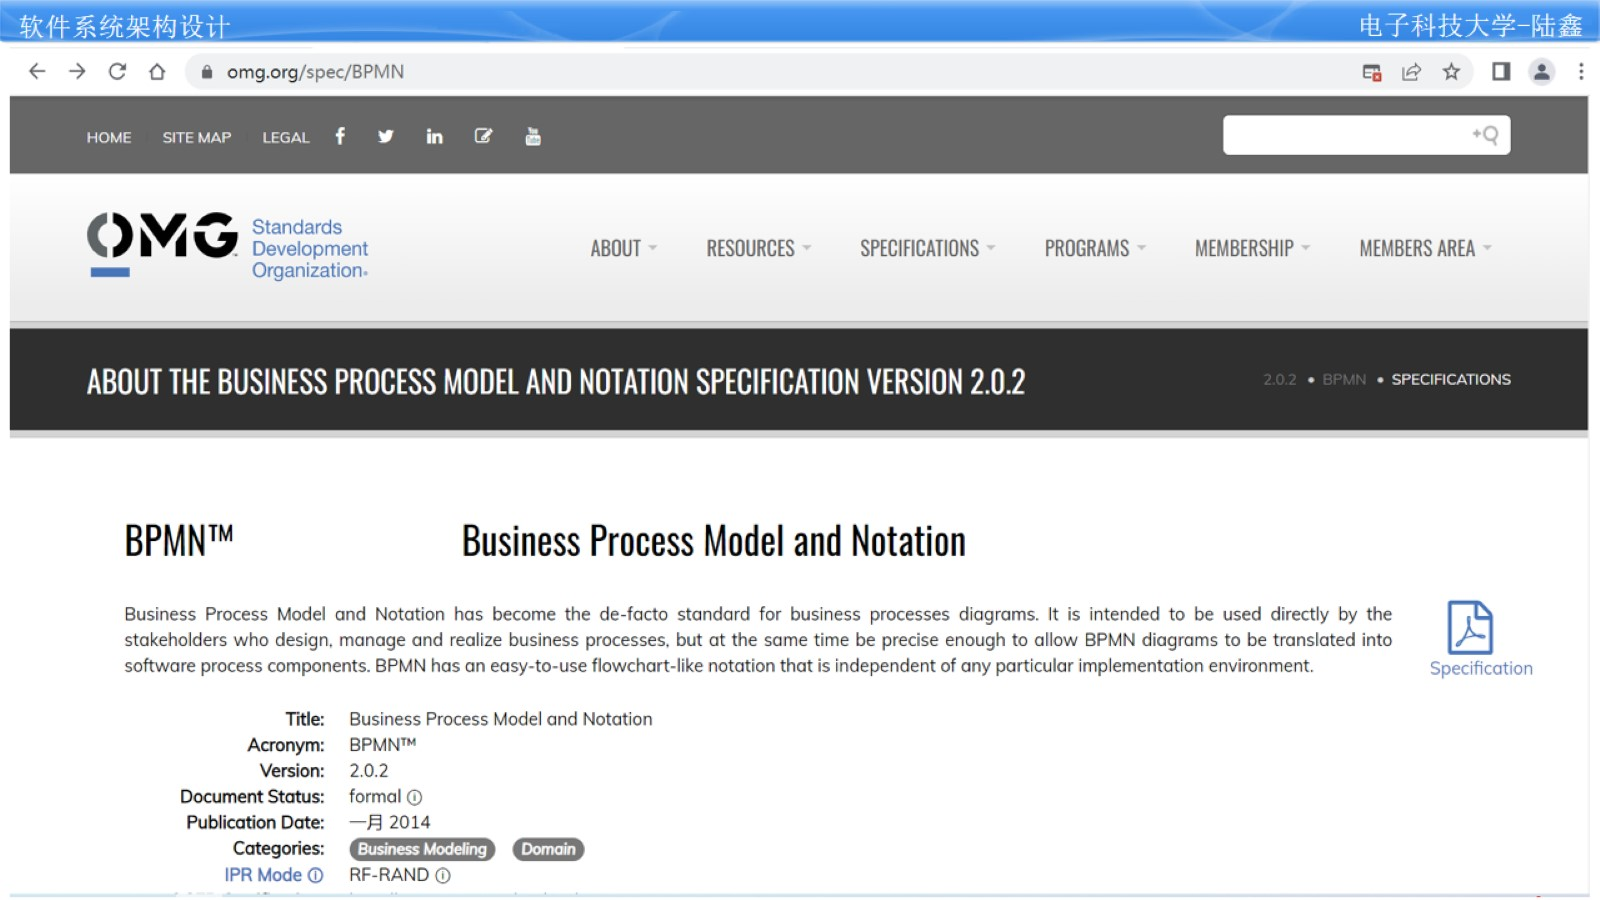 软件系统架构设计
电子科技大学-陆鑫
omg.org/spec/BPMN
HOME SITE MAP LEGAL
OMG Standards
Development
Organization
ABOUT RESOURCES SPECIFICATIONS PROGRAMS MEMBERSHIP MEMBERS AREA
ABOUT THE BUSINESS PROCESS MODEL AND NOTATION SPECIFICATION VERSION 2.0.2
2.0.2 • BPMN • SPECIFICATIONS
BPMN™ Business Process Model and Notation
Business Process Model and Notation has become the de-facto standard for business processes diagrams. It is intended to be used directly by the
stakeholders who design, manage and realize business processes, but at the same time be precise enough to allow BPMN diagrams to be translated into
software process components. BPMN has an easy-to-use flowchart-like notation that is independent of any particular implementation environment.
Specification
Title: Business Process Model and Notation
Acronym: BPMN™
Version: 2.0.2
Document Status: formal
Publication Date: 一月 2014
Categories: Business Modeling Domain
IPR Mode RF-RAND